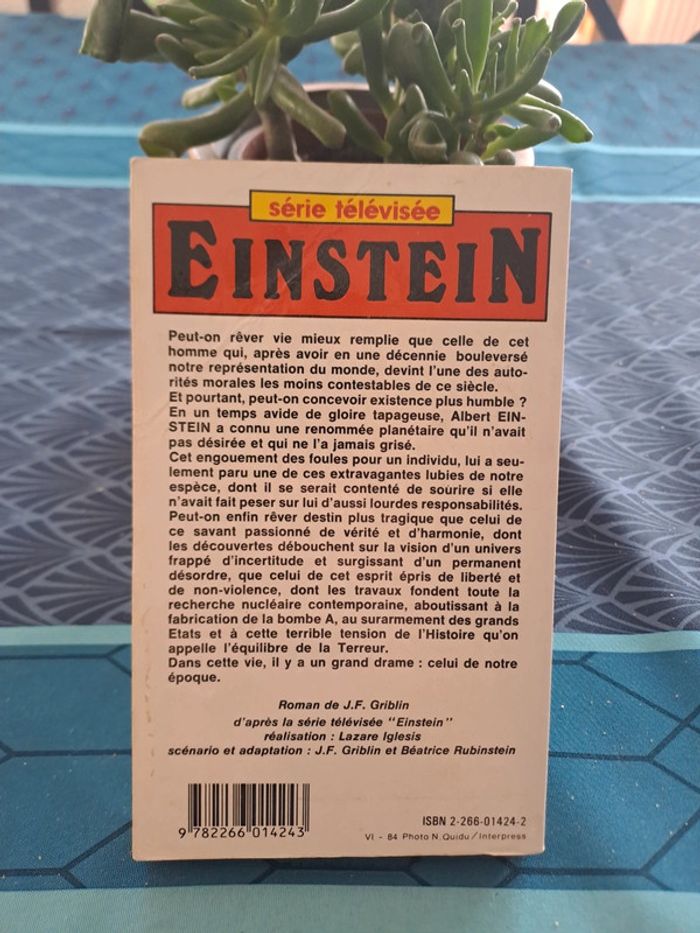 série télévisée
EINSTEIN
Peut-on rêver vie mieux remplie que celle de cet
homme qui, après avoir en une décennie bouleversé
notre représentation du monde, devint l'une des auto-
rités morales les moins contestables de ce siècle.
Et pourtant, peut-on concevoir existence plus humble ?
En un temps avide de gloire tapageuse, Albert EIN-
STEIN a connu une renommée planétaire qu'il n'avait
pas désirée et qui ne l'a jamais grisé.
Cet engouement des foules pour un individu, lui a seu-
lement paru une de ces extravagantes lubies de notre
espèce, dont il se serait contenté de sourire si elle
n'avait fait peser sur lui d'aussi lourdes responsabilités.
Peut-on enfin rêver destin plus tragique que celui de
ce savant passionné de vérité et d'harmonie, dont
les découvertes débouchent sur la vision d'un univers
frappé d'incertitude et surgissant d'un permanent
désordre, que celui de cet esprit épris de liberté et
de non-violence, dont les travaux fondent toute la
recherche nucléaire contemporaine, aboutissant à la
fabrication de la bombe A, au surarmement des grands
Etats et à cette terrible tension de l'Histoire qu'on
appelle l'équilibre de la Terreur.
Dans cette vie, il y a un grand drame : celui de notre
époque.
Roman de J.F. Griblin
d'après la série télévisée "Einstein"
réalisation : Lazare Iglesis
scénario et adaptation : J.F. Griblin et Béatrice Rubinstein
9 782266 014243
ISBN 2-266-01424-2
VI - 84 Photo N. Quidu / Interpress